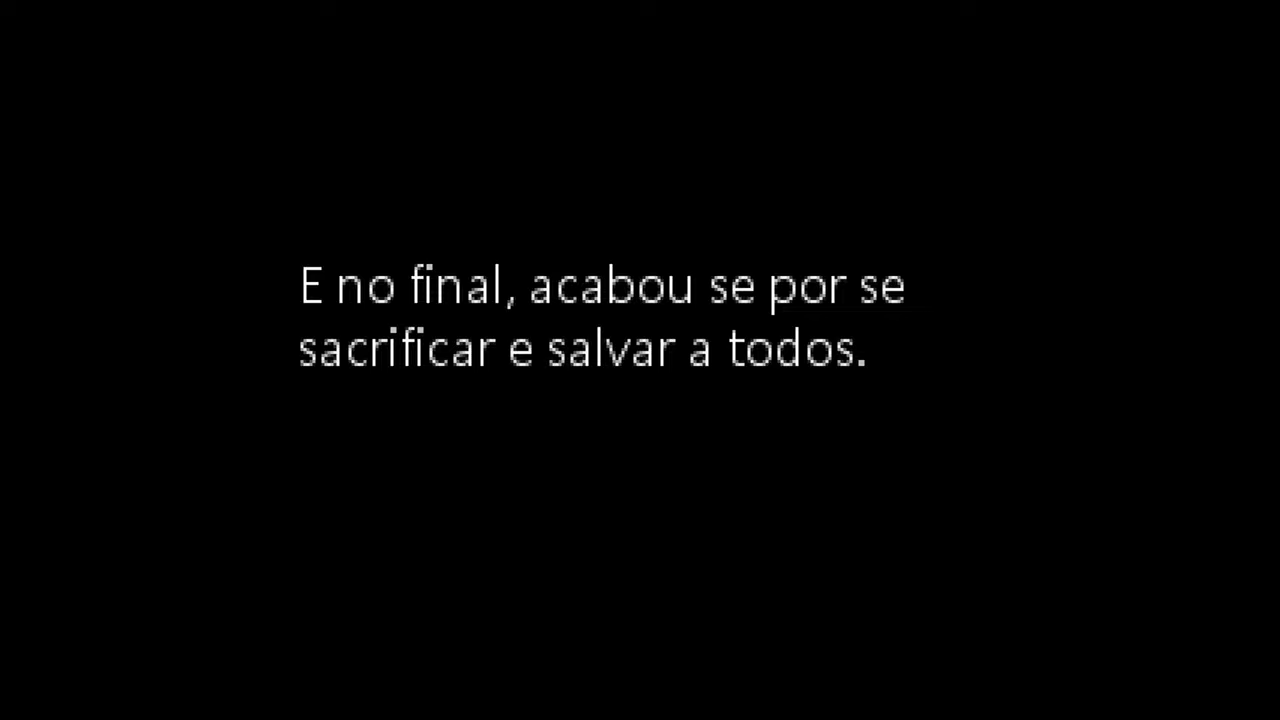 E no final, acabou se por se
sacrificar e salvar a todos.